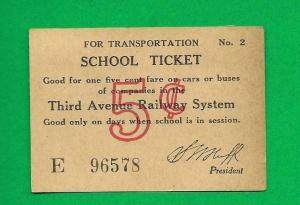 FOR TRANSPORTATION No. 2
SCHOOL TICKET
Good for one five cent fare on cars or buses
of companies in the
Third Avenue Railway System
5¢
Good only on days when school is in session.
E 96578
President